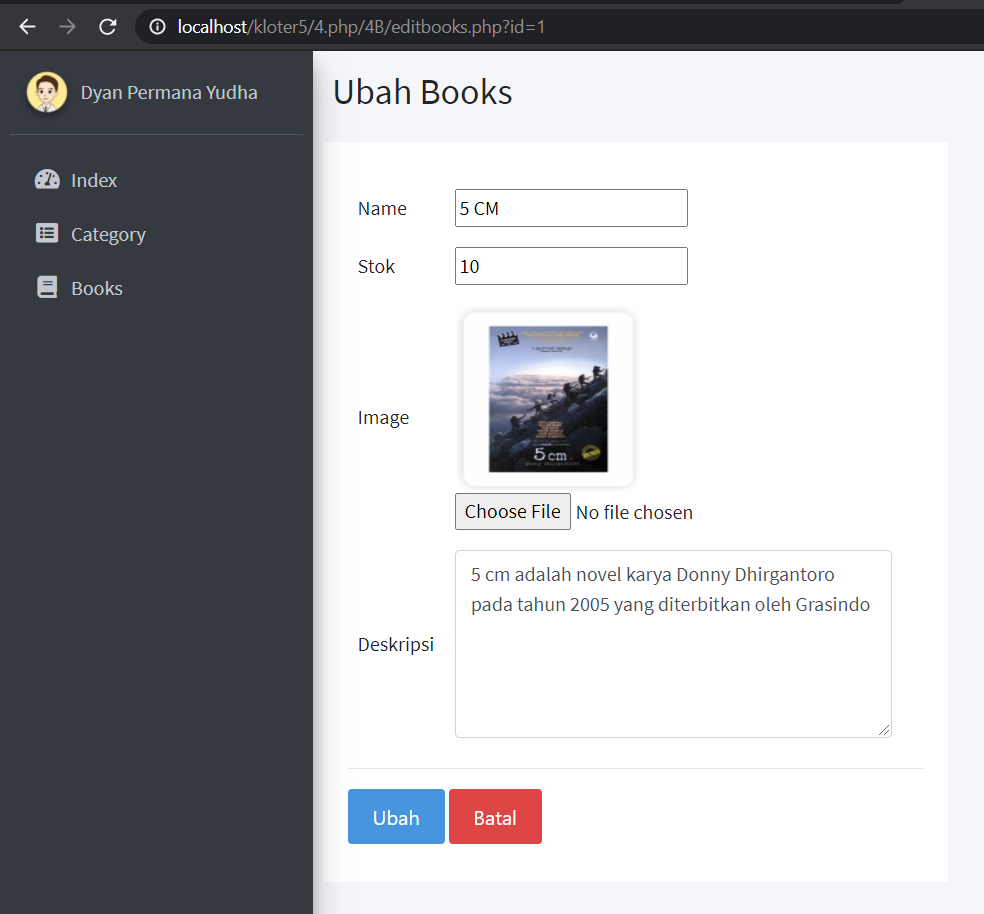 localhost/kloter5/4.php/4B/editbooks.php?id=1
Dyan Permana Yudha
Index
Category
Books
Ubah Books
Name
5 CM
Stok
10
Image
5 cm
Choose File No file chosen
Deskripsi
5 cm adalah novel karya Donny Dhirgantoro
pada tahun 2005 yang diterbitkan oleh Grasindo
Ubah
Batal